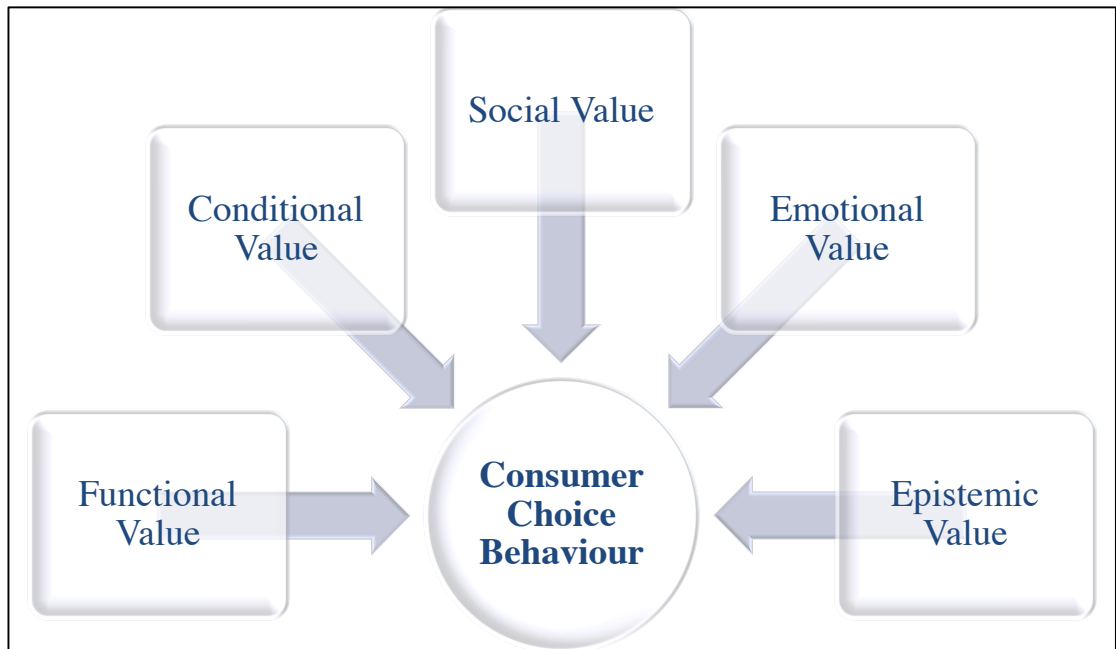 Social Value
Conditional
Value
Emotional
Value
Functional
Value
Consumer
Choice
Behaviour
Epistemic
Value